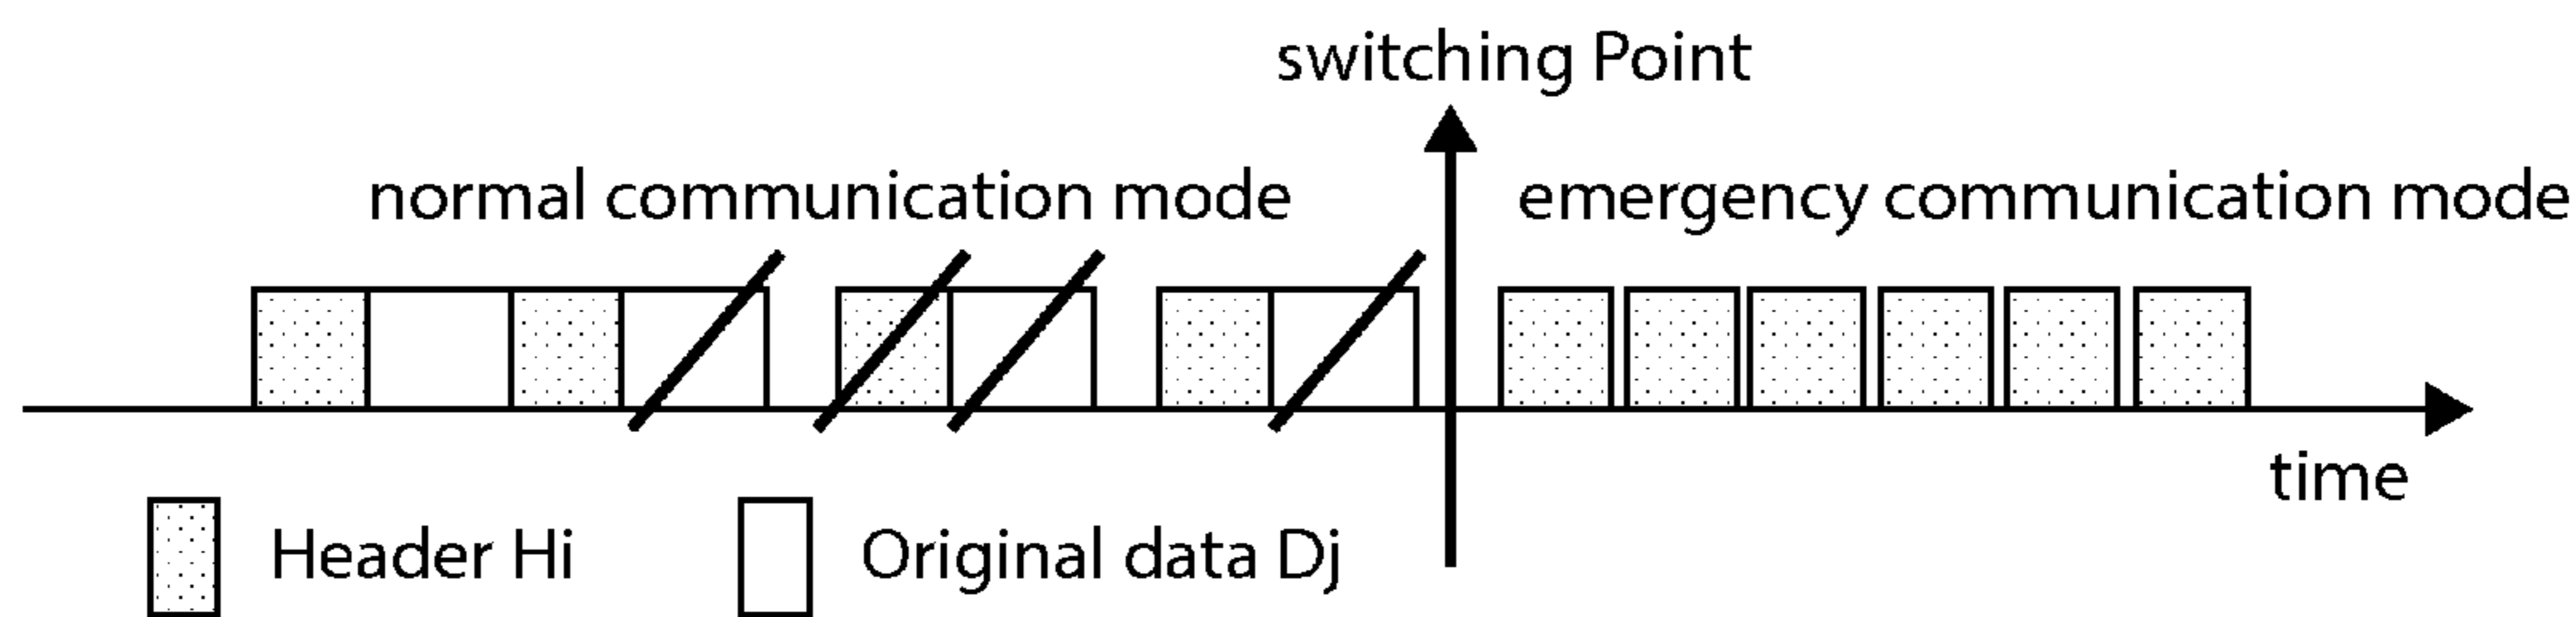 switching Point
normal communication mode
emergency communication mode
time
Header Hi
Original data Dj